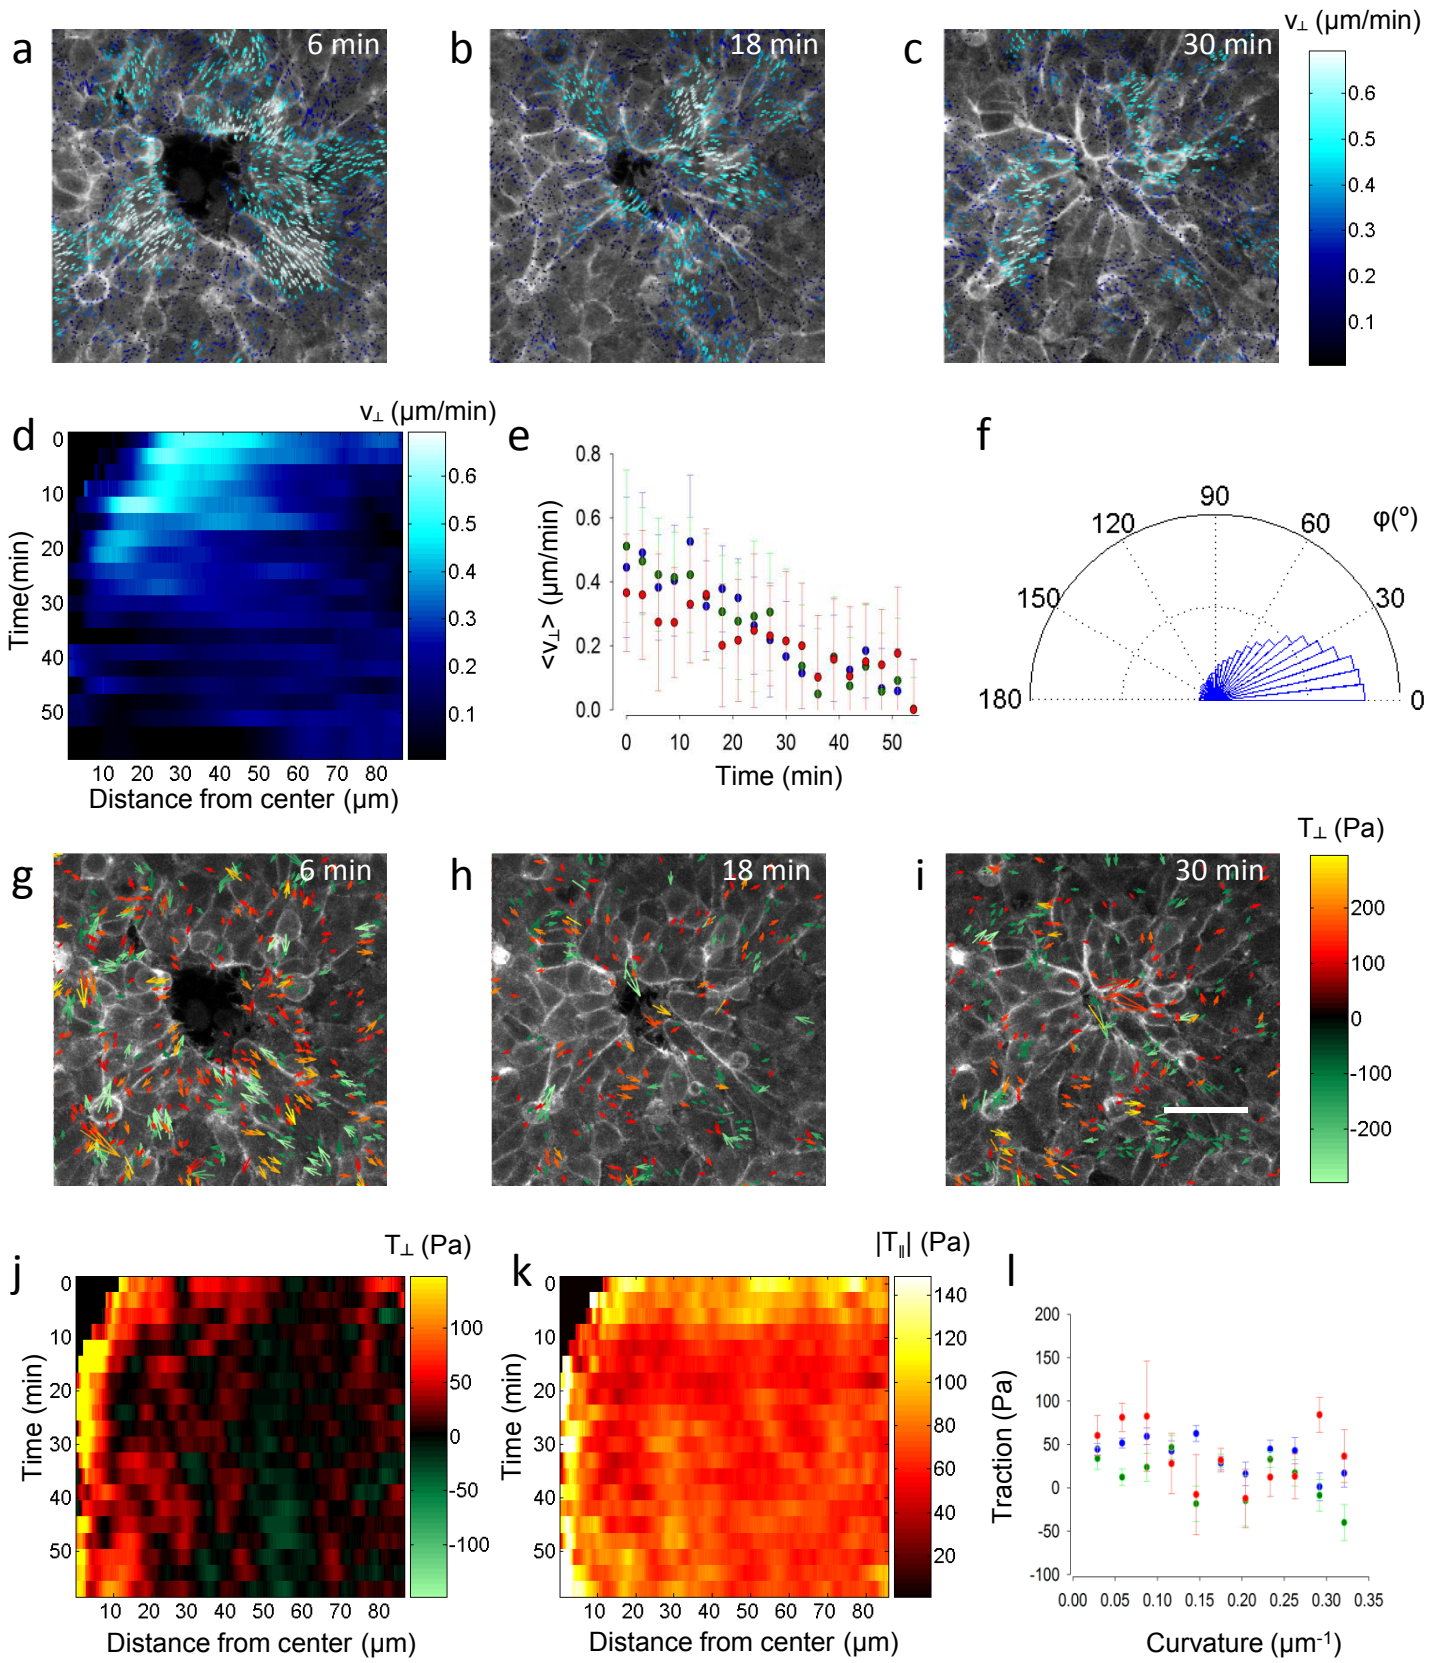 a
6 min
b
18 min
c
30 min
v⊥ (µm/min)
0.6
0.5
0.4
0.3
0.2
0.1
d
v⊥ (µm/min)
0
10
20
30
40
50
Time(min)
10 20 30 40 50 60 70 80
Distance from center (µm)
0.6
0.5
0.4
0.3
0.2
0.1
e
0.8
0.6
0.4
0.2
0.0
<v⊥> (µm/min)
0 10 20 30 40 50
Time (min)
f
φ(º)
180
150
120
90
60
30
0
g
6 min
h
18 min
i
30 min
T⊥ (Pa)
200
100
0
-100
-200
j
T⊥ (Pa)
0
10
20
30
40
50
Time (min)
10 20 30 40 50 60 70 80
Distance from center (µm)
100
50
0
-50
-100
k
|T∥| (Pa)
0
10
20
30
40
50
Time (min)
10 20 30 40 50 60 70 80
Distance from center (µm)
140
120
100
80
60
40
20
l
200
150
100
50
0
-50
-100
Traction (Pa)
0.00 0.05 0.10 0.15 0.20 0.25 0.30 0.35
Curvature (µm⁻¹)